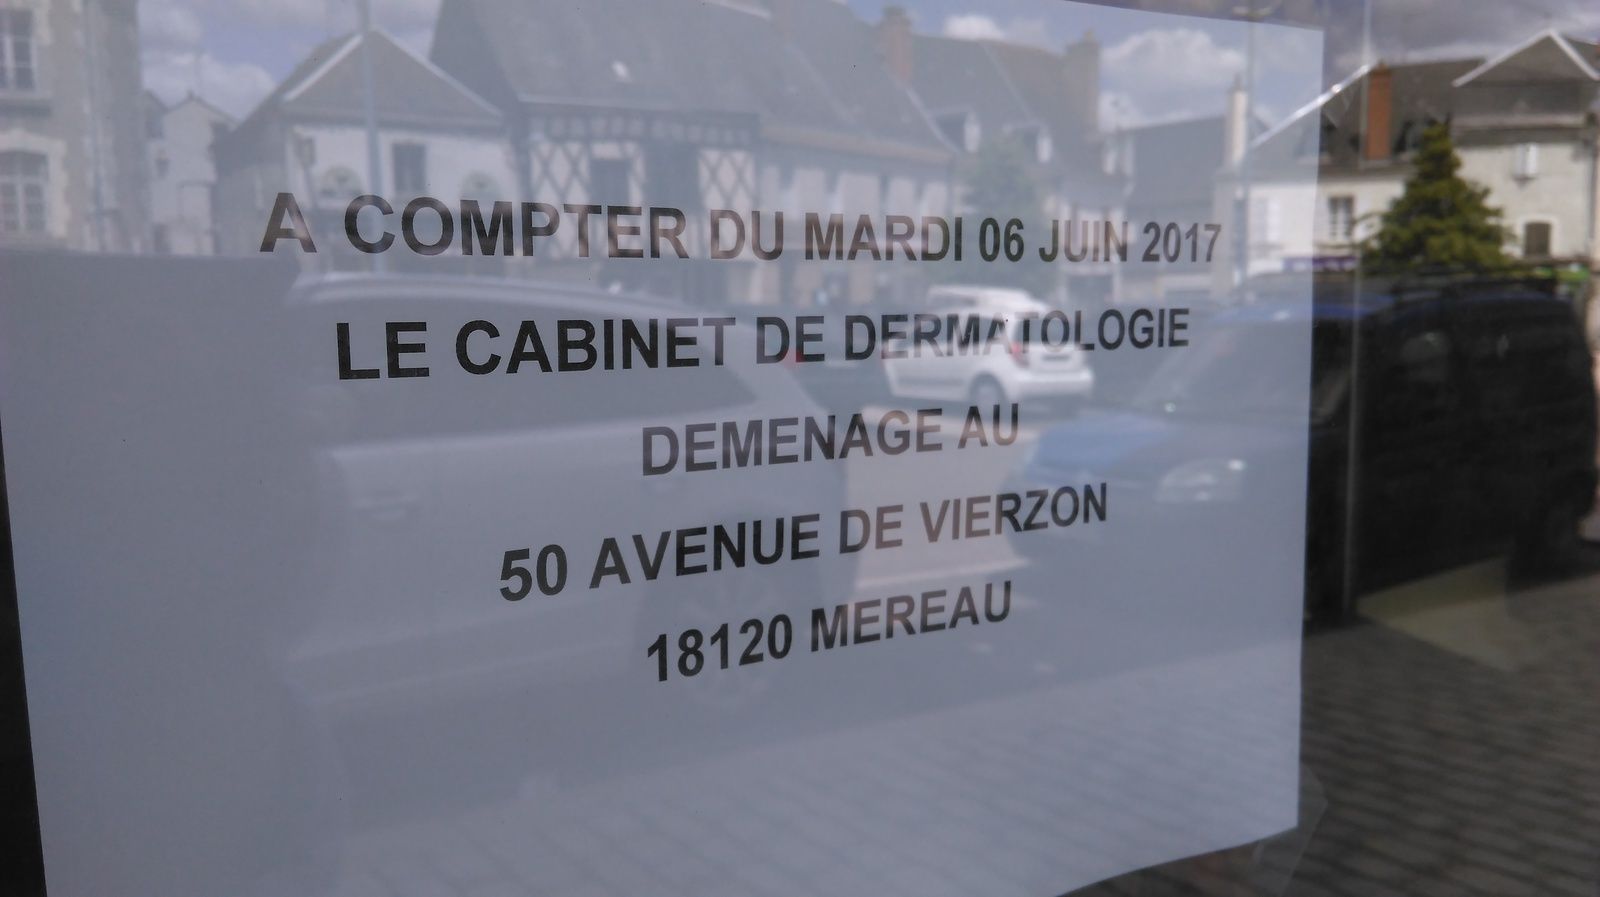 A COMPTER DU MARDI 06 JUIN 2017
LE CABINET DE DERMATOLOGIE
DEMENAGE AU
50 AVENUE DE VIERZON
18120 MEREAU